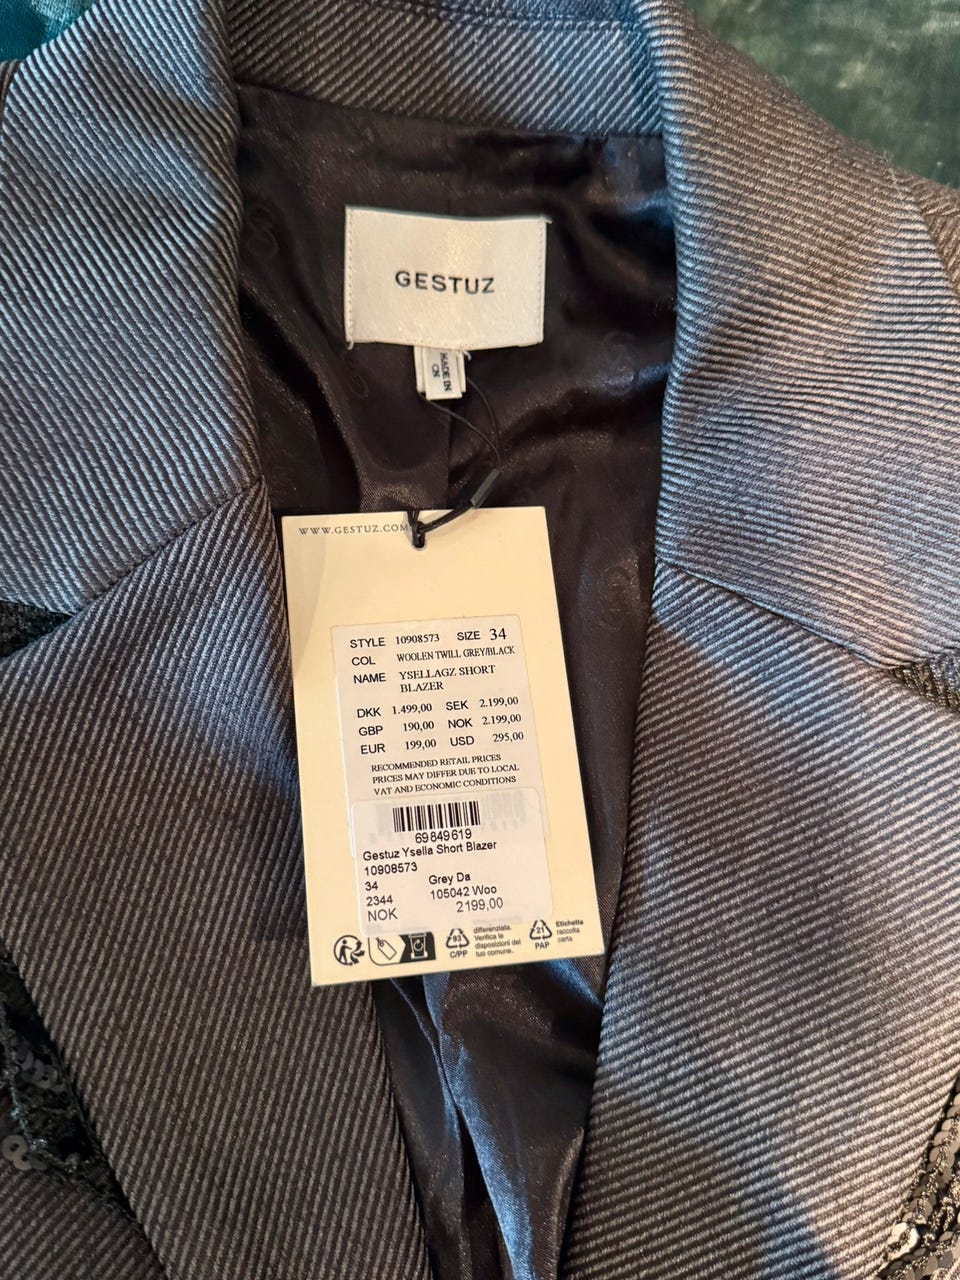 GESTUZ
MADE IN
CN
WWW.GESTUZ.COM
STYLE 10908573 SIZE 34
COL WOOLEN TWILL GREY/BLACK
NAME YSELLAGZ SHORT
BLAZER
DKK 1.499,00 SEK 2.199,00
GBP 190,00 NOK 2.199,00
EUR 199,00 USD 295,00
RECOMMENDED RETAIL PRICES
PRICES MAY DIFFER DUE TO LOCAL
VAT AND ECONOMIC CONDITIONS
69849619
Gestuz Ysella Short Blazer
10908573
34 Grey Da
2344 105042 Woo
NOK 2199,00
93
C/PP
differenziata.
Verifica le
disposizioni del
tuo comune.
21
PAP
Etichetta
raccolta
carta